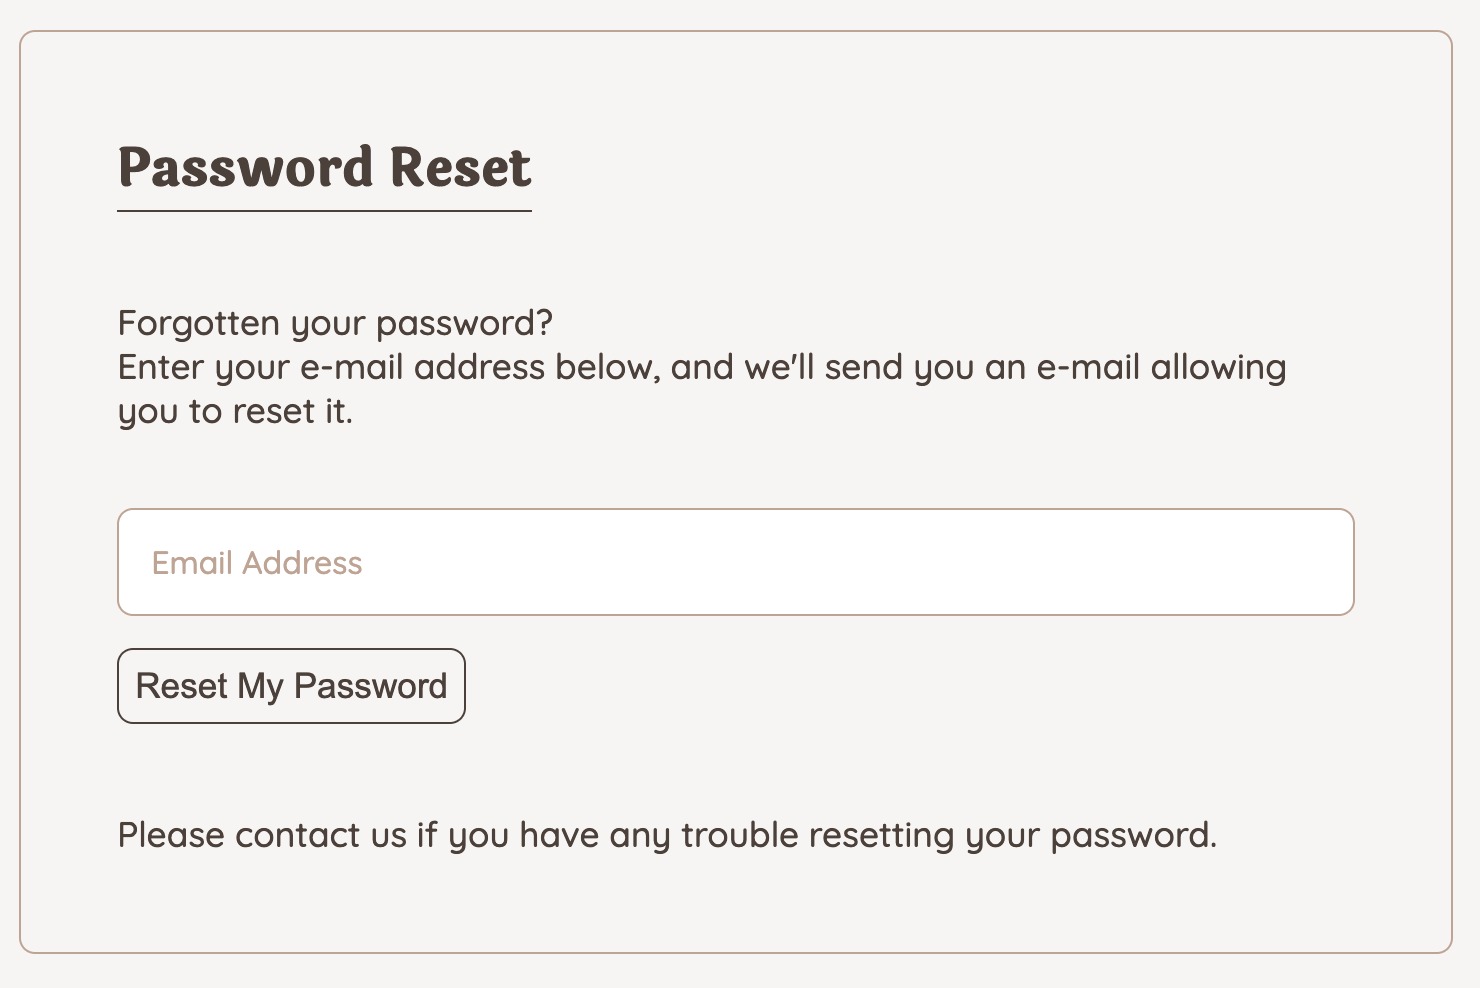 Password Reset
Forgotten your password?
Enter your e-mail address below, and we'll send you an e-mail allowing
you to reset it.
Email Address
Reset My Password
Please contact us if you have any trouble resetting your password.